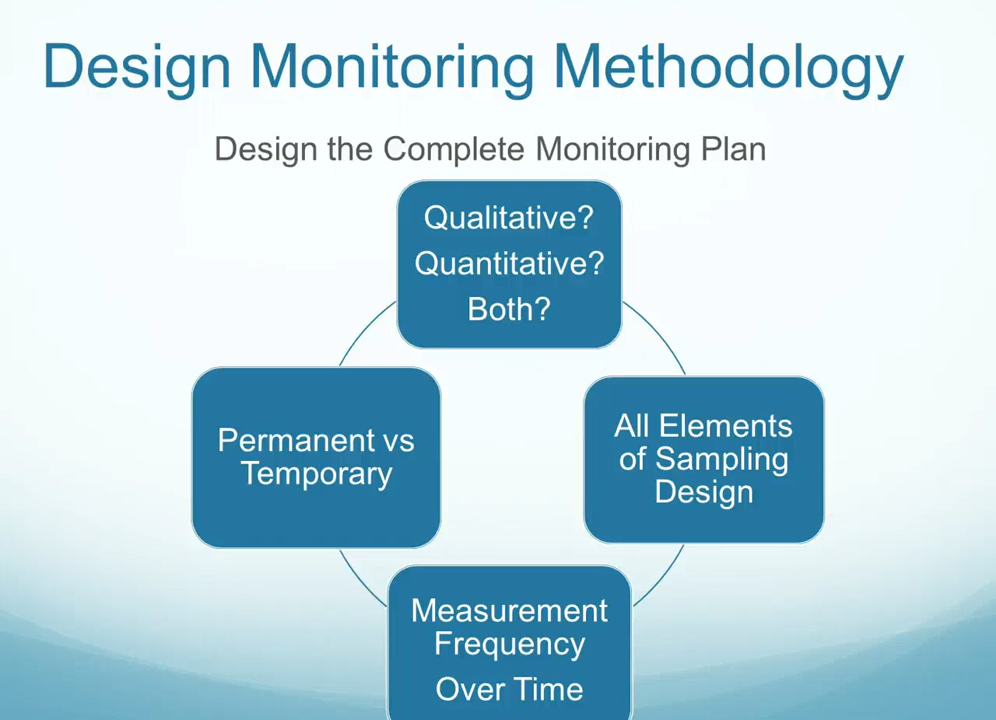 Design Monitoring Methodology
Design the Complete Monitoring Plan
Qualitative?
Quantitative?
Both?
Permanent vs
Temporary
All Elements
of Sampling
Design
Measurement
Frequency
Over Time